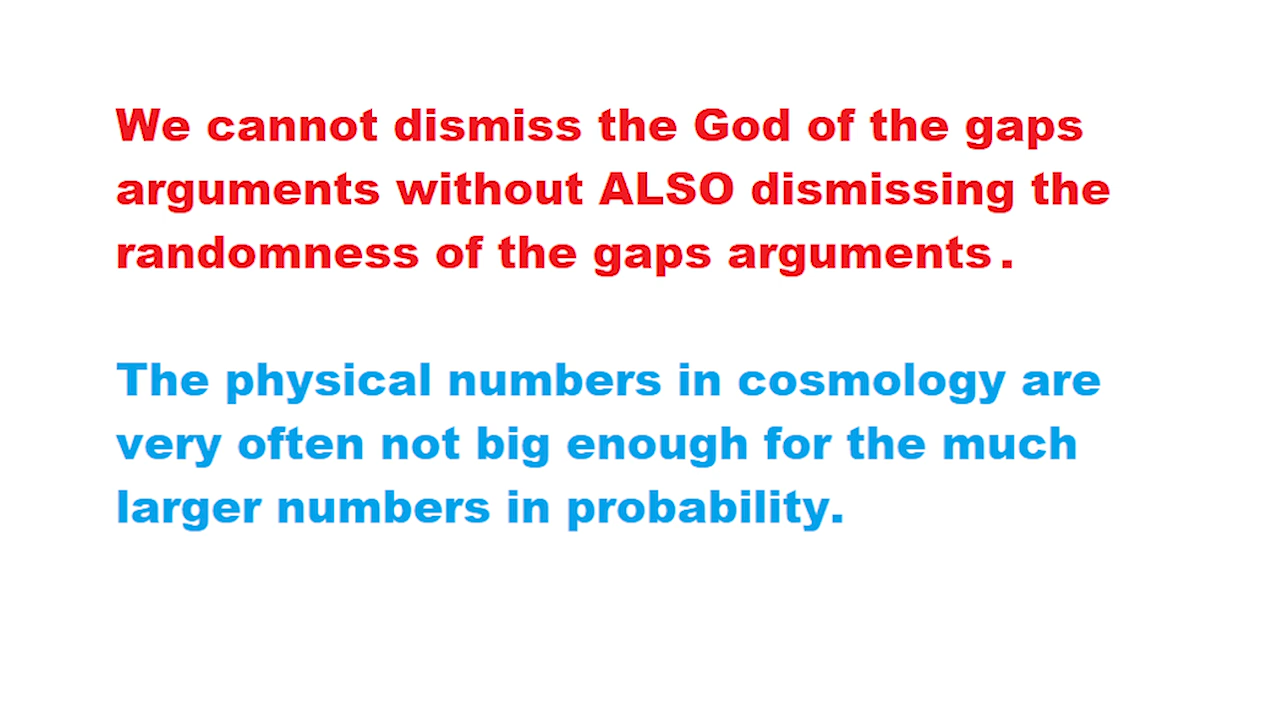 We cannot dismiss the God of the gaps
arguments without ALSO dismissing the
randomness of the gaps arguments .
The physical numbers in cosmology are
very often not big enough for the much
larger numbers in probability.